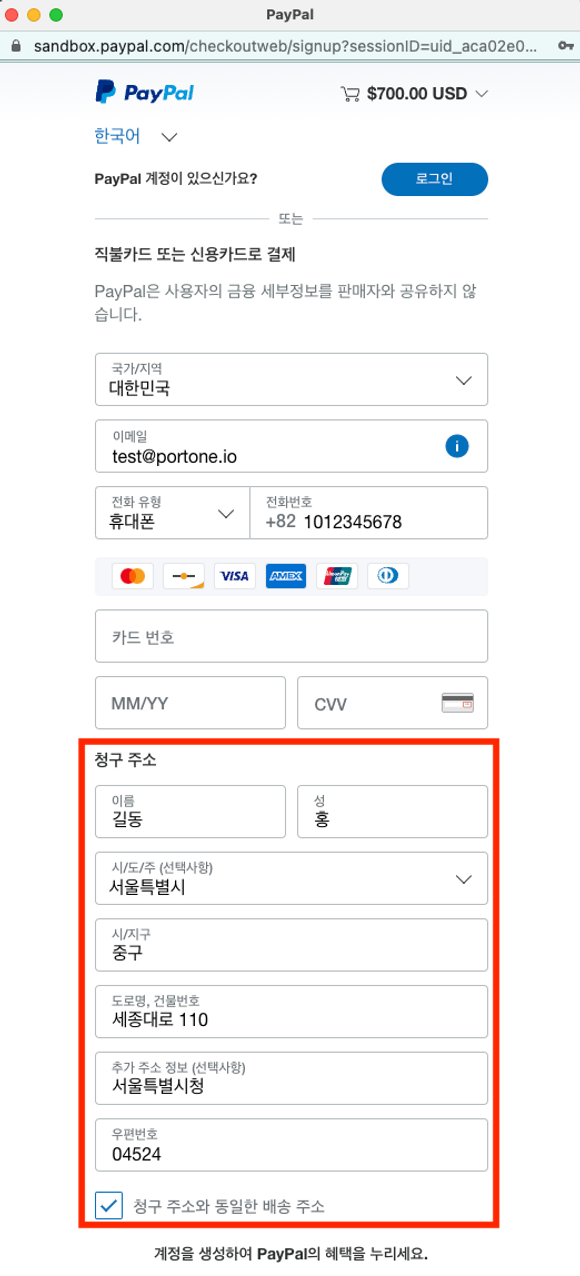 PayPal
sandbox.paypal.com/checkoutweb/signup?sessionID=uid_aca02e0...
PayPal
$700.00 USD
한국어
PayPal 계정이 있으신가요?
로그인
또는
직불카드 또는 신용카드로 결제
PayPal은 사용자의 금융 세부정보를 판매자와 공유하지 않
습니다.
국가/지역
대한민국
이메일
test@portone.io
전화 유형
휴대폰
전화번호
+82 1012345678
VISA
AMEX
UnionPay
카드 번호
MM/YY
CVV
청구 주소
이름
길동
성
홍
시/도/주 (선택사항)
서울특별시
시/지구
중구
도로명, 건물번호
세종대로 110
추가 주소 정보 (선택사항)
서울특별시청
우편번호
04524
청구 주소와 동일한 배송 주소
계정을 생성하여 PayPal의 혜택을 누리세요.